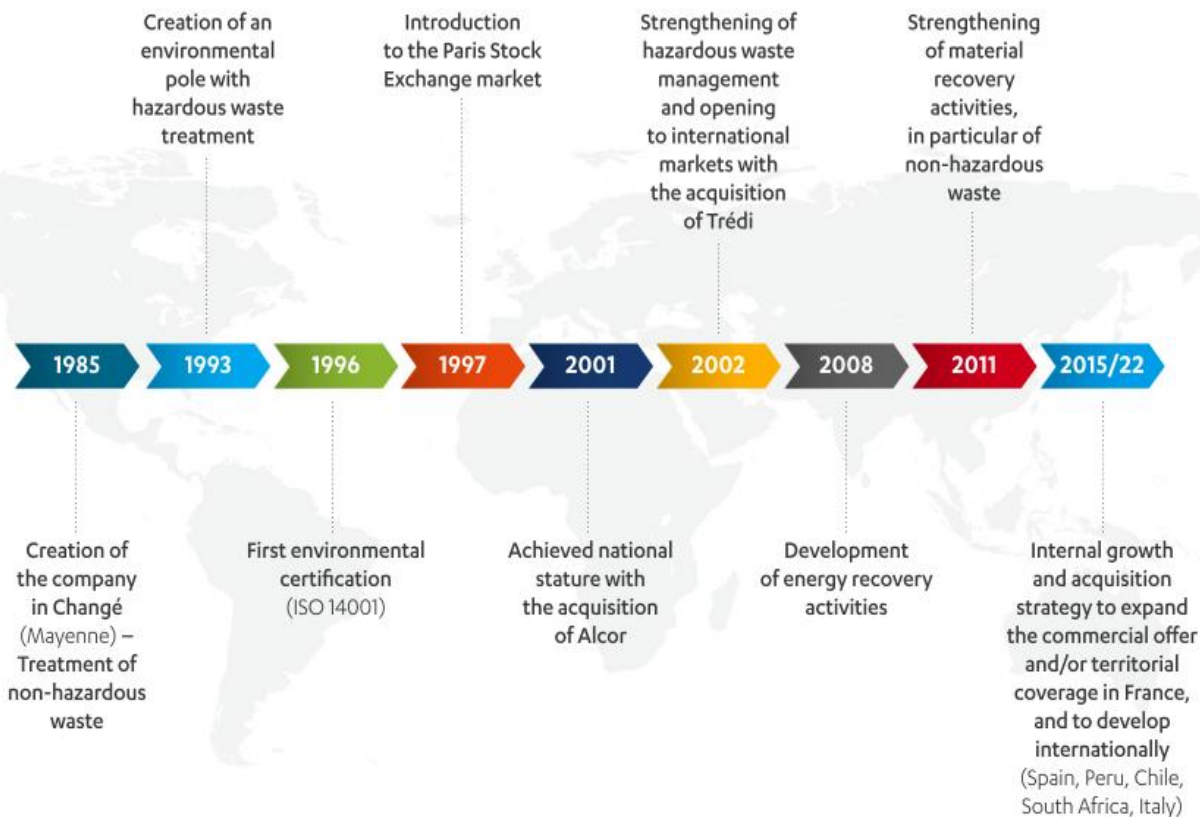 Creation of an
environmental
pole with
hazardous waste
treatment
Introduction
to the Paris Stock
Exchange market
Strengthening of
hazardous waste
management
and opening
to international
markets with
the acquisition
of Trédi
Strengthening
of material
recovery
activities,
in particular of
non-hazardous
waste
1985
1993
1996
1997
2001
2002
2008
2011
2015/22
Creation of
the company
in Changé
(Mayenne) –
Treatment of
non-hazardous
waste
First environmental
certification
(ISO 14001)
Achieved national
stature with
the acquisition
of Alcor
Development
of energy recovery
activities
Internal growth
and acquisition
strategy to expand
the commercial offer
and/or territorial
coverage in France,
and to develop
internationally
(Spain, Peru, Chile,
South Africa, Italy)